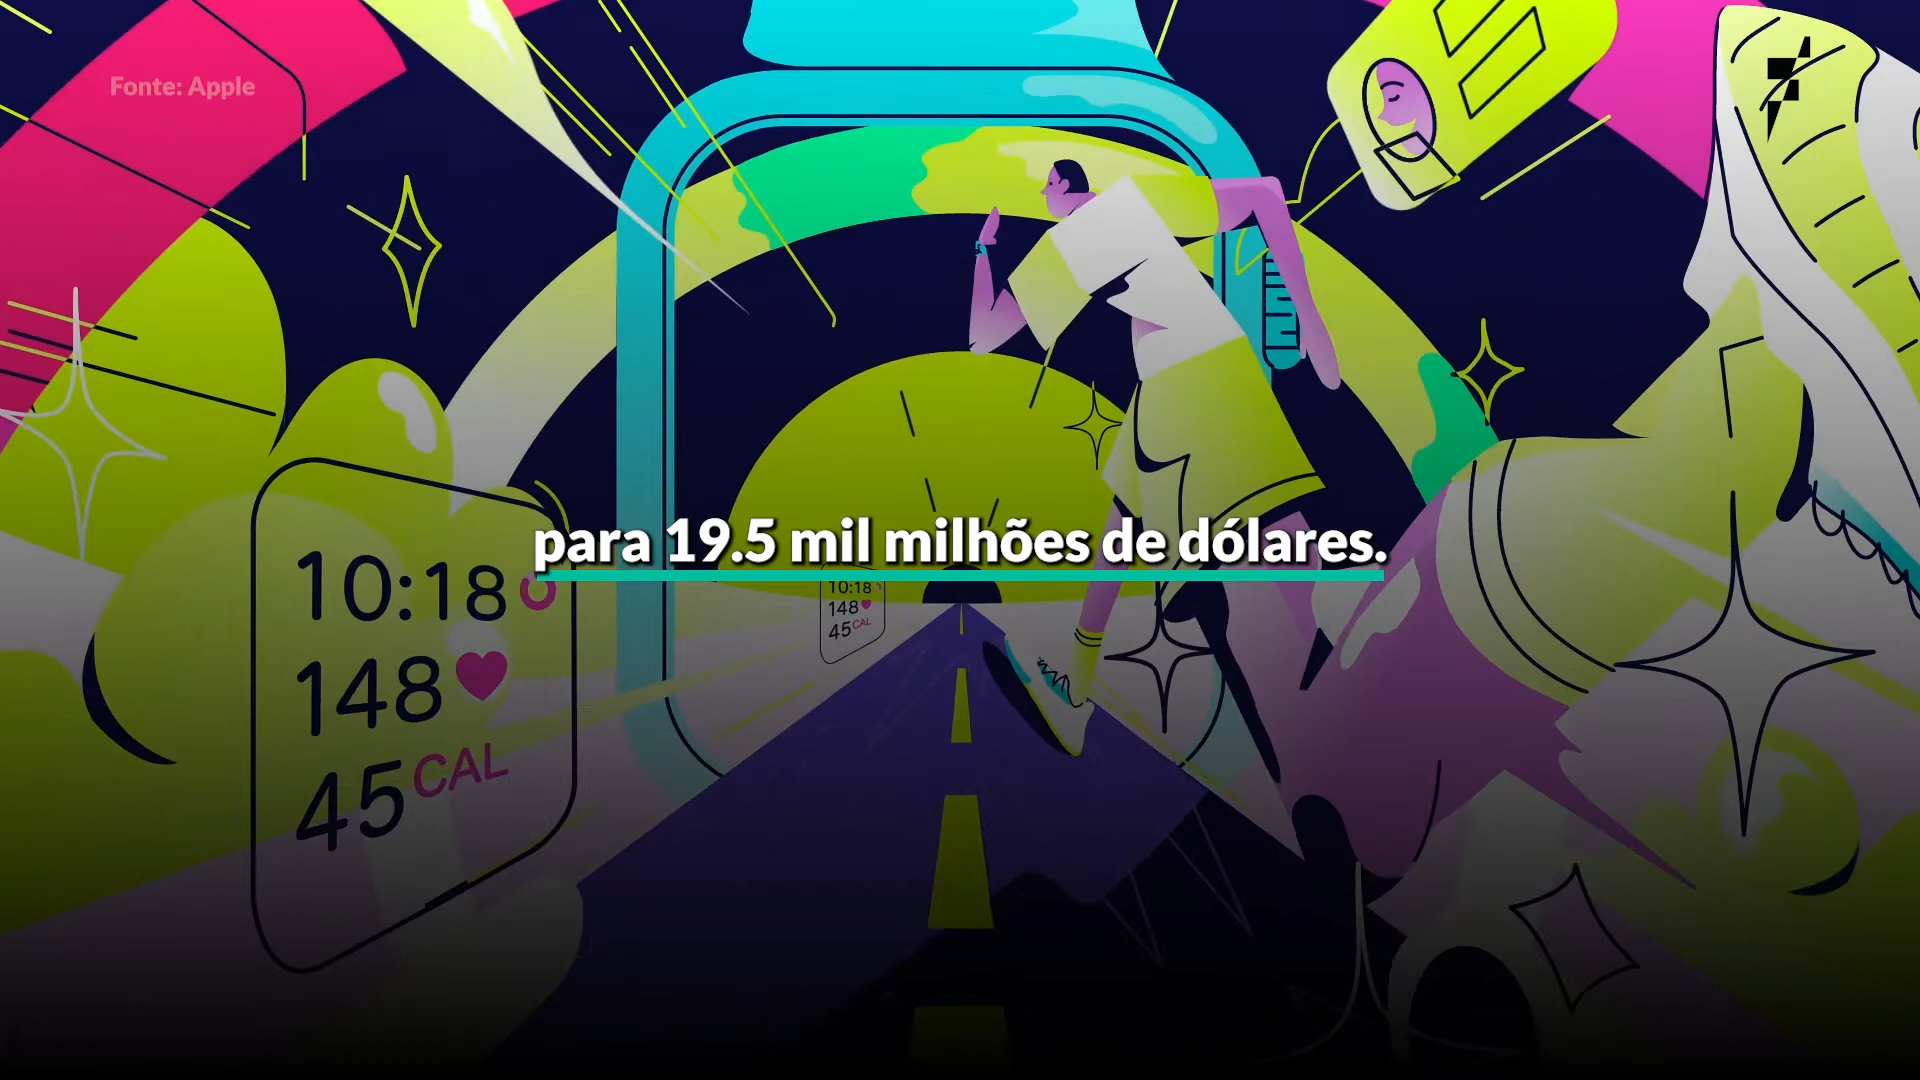 Fonte: Apple
para 19.5 mil milhões de dólares.
10:18
148
45 CAL
10:18
148
45 CAL